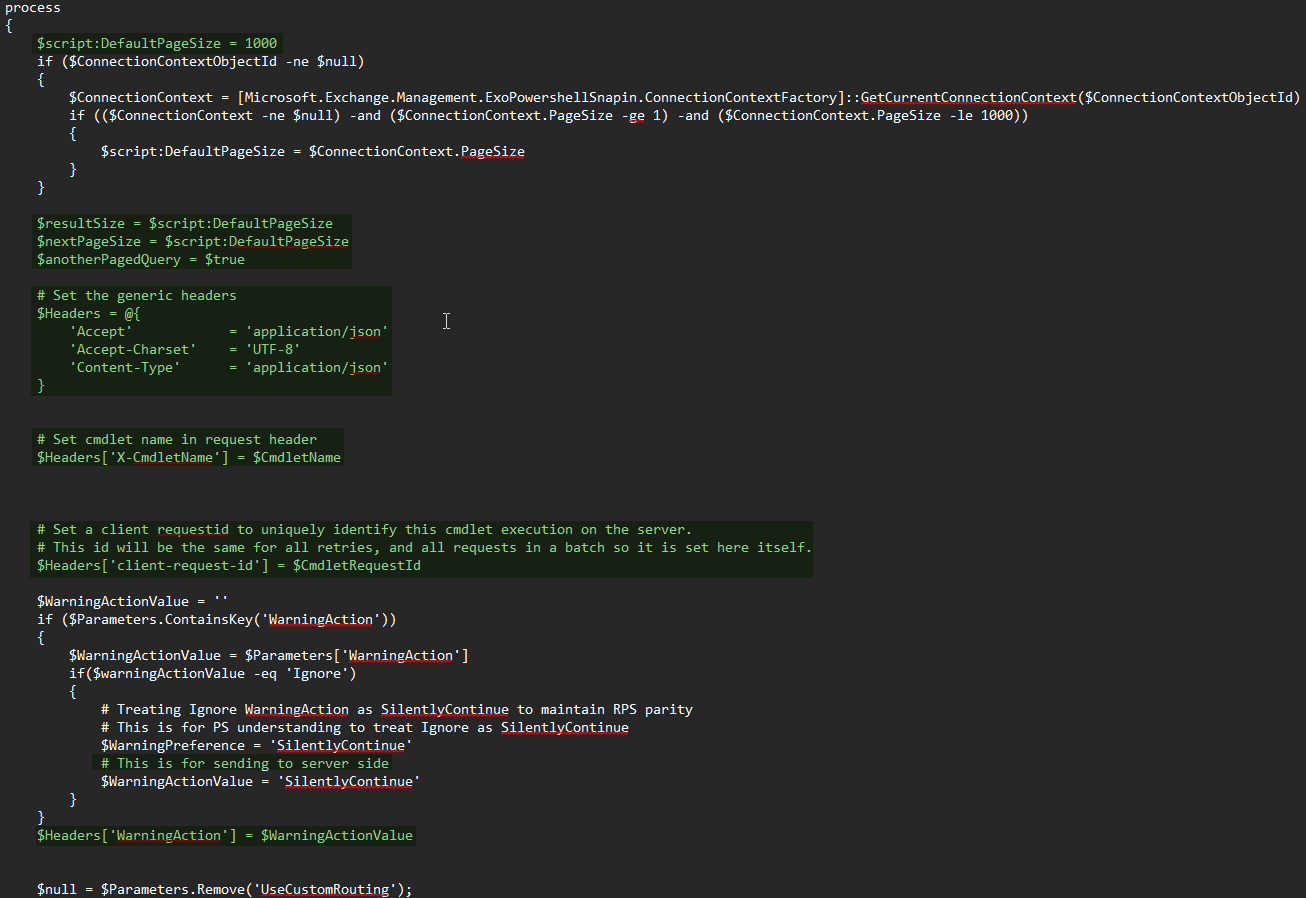 process
{
    $script:DefaultPageSize = 1000
    if ($ConnectionContextObjectId -ne $null)
    {
        $ConnectionContext = [Microsoft.Exchange.Management.ExoPowershellSnapin.ConnectionContextFactory]::GetCurrentConnectionContext($ConnectionContextObjectId)
        if (($ConnectionContext -ne $null) -and ($ConnectionContext.PageSize -ge 1) -and ($ConnectionContext.PageSize -le 1000))
        {
            $script:DefaultPageSize = $ConnectionContext.PageSize
        }
    }

    $resultSize = $script:DefaultPageSize
    $nextPageSize = $script:DefaultPageSize
    $anotherPagedQuery = $true

    # Set the generic headers
    $Headers = @{
        'Accept'            = 'application/json'
        'Accept-Charset'    = 'UTF-8'
        'Content-Type'      = 'application/json'
    }

    # Set cmdlet name in request header
    $Headers['X-CmdletName'] = $CmdletName

    # Set a client requestid to uniquely identify this cmdlet execution on the server.
    # This id will be the same for all retries, and all requests in a batch so it is set here itself.
    $Headers['client-request-id'] = $CmdletRequestId

    $WarningActionValue = ''
    if ($Parameters.ContainsKey('WarningAction'))
    {
        $WarningActionValue = $Parameters['WarningAction']
        if($warningActionValue -eq 'Ignore')
        {
            # Treating Ignore WarningAction as SilentlyContinue to maintain RPS parity
            # This is for PS understanding to treat Ignore as SilentlyContinue
            $WarningPreference = 'SilentlyContinue'
            # This is for sending to server side
            $WarningActionValue = 'SilentlyContinue'
        }
    }
    $Headers['WarningAction'] = $WarningActionValue

    $null = $Parameters.Remove('UseCustomRouting');